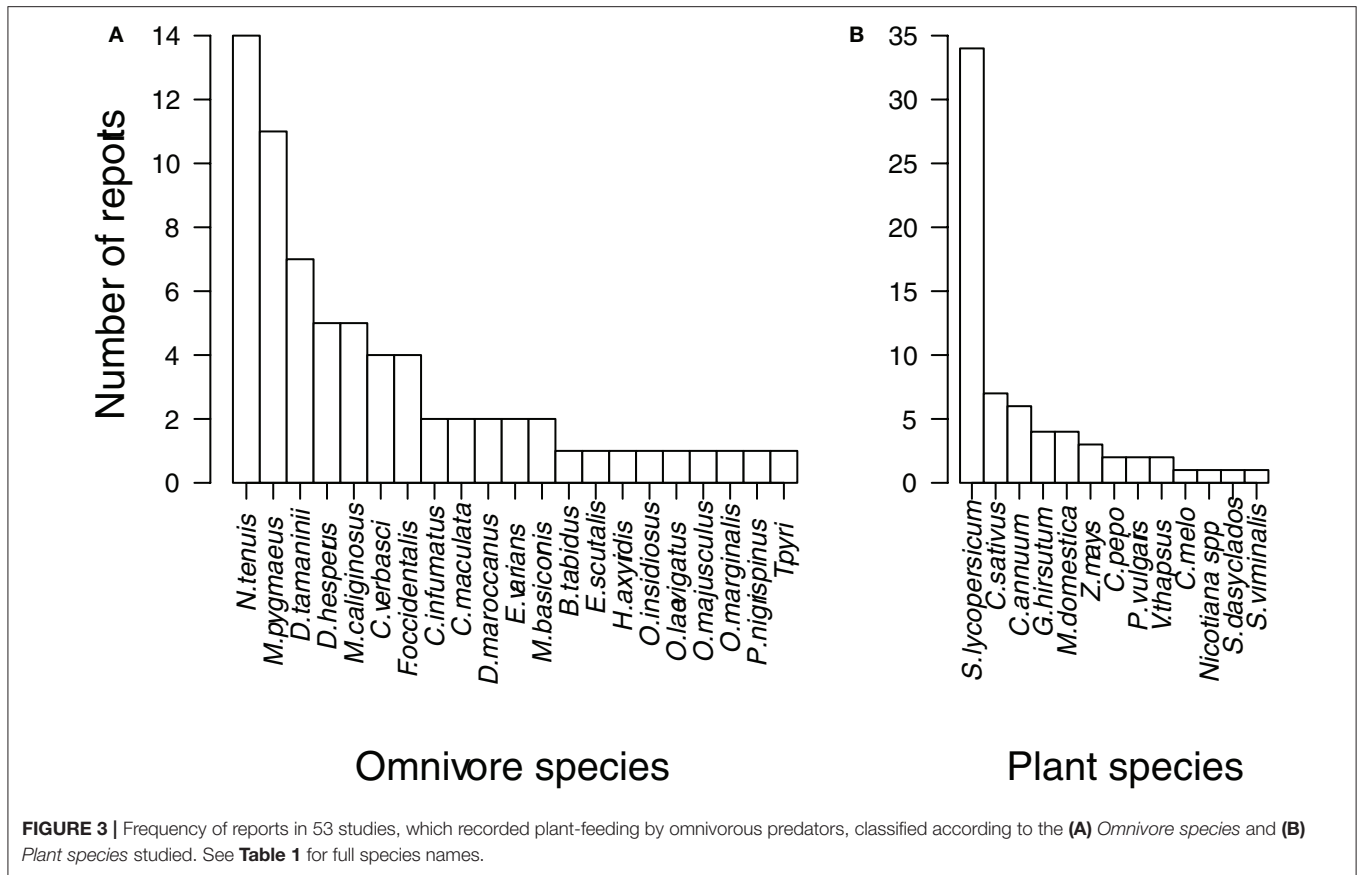 A
Number of reports
14
12
10
8
6
4
2
0
N.tenuis
M.pygmaeus
D.tamaninii
D.hesperus
M.caliginosus
C.verbasci
F.occidentalis
C.infumatus
C.maculata
D.maroccanus
E.varians
M.basiconis
B.tabidus
E.scutalis
H.axyridis
O.insidiosus
O.laevigatus
O.majusculus
O.marginalis
P.nigrispinus
T.pyri
Omnivore species
B
35
30
25
20
15
10
5
0
S.lycopersicum
C.sativus
C.annuum
G.hirsutum
M.domestica
Z.mays
C.pepo
P.vulgaris
V.thapsus
C.melo
Nicotiana spp
S.dasyclados
S.viminalis
Plant species
FIGURE 3 | Frequency of reports in 53 studies, which recorded plant-feeding by omnivorous predators, classified according to the (A) Omnivore species and (B)
Plant species studied. See Table 1 for full species names.